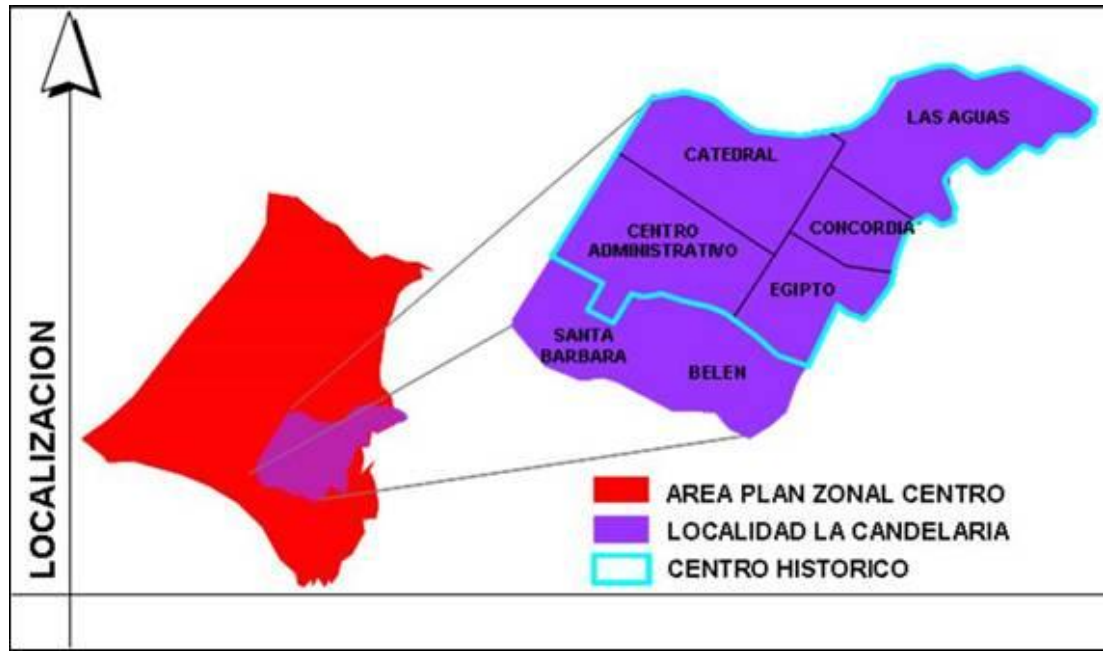 LOCALIZACION
LAS AGUAS
CATEDRAL
CONCORDIA
CENTRO
ADMINISTRATIVO
EGIPTO
SANTA
BARBARA
BELEN
AREA PLAN ZONAL CENTRO
LOCALIDAD LA CANDELARIA
CENTRO HISTORICO